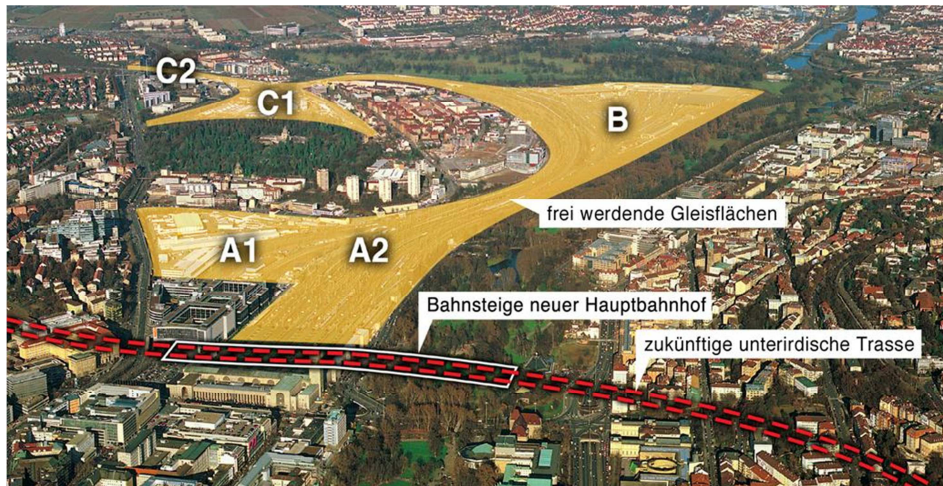 C2
C1
B
frei werdende Gleisflächen
A1
A2
Bahnsteige neuer Hauptbahnhof
zukünftige unterirdische Trasse